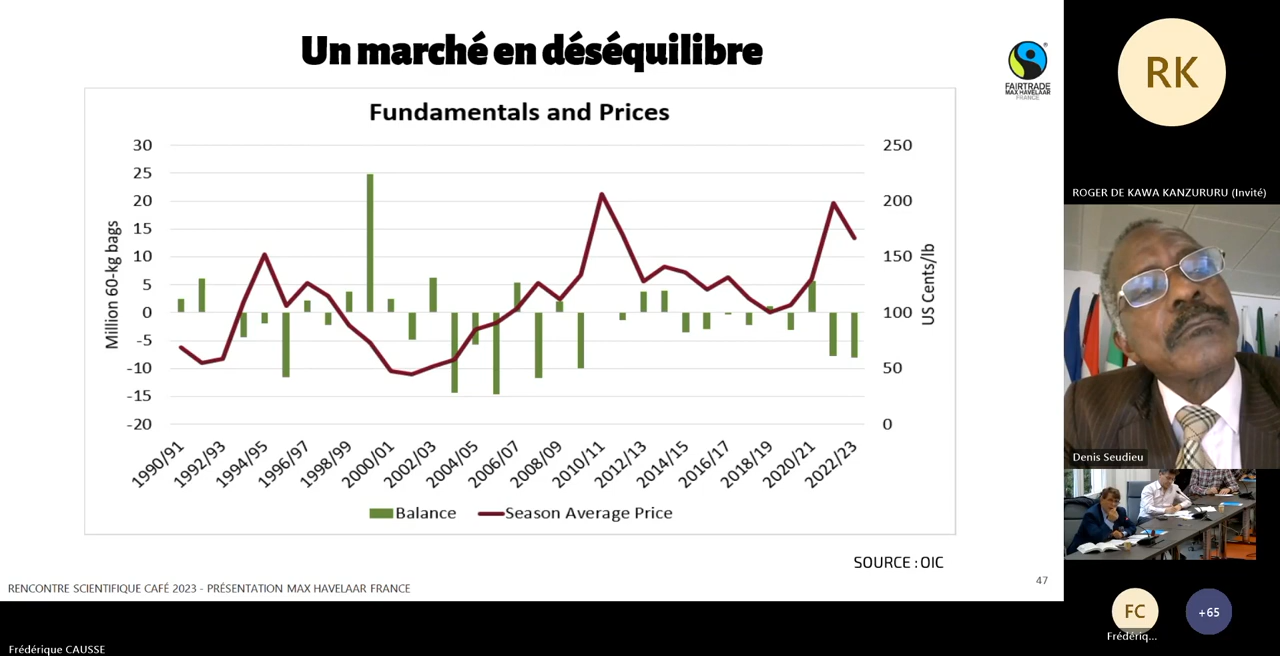 Un marché en déséquilibre
FAIRTRADE
MAX HAVELAAR
FRANCE
Fundamentals and Prices
Million 60-kg bags
30
25
20
15
10
5
0
-5
-10
-15
-20
250
200
150
100
50
0
US Cents/lb
1990/91
1992/93
1994/95
1996/97
1998/99
2000/01
2002/03
2004/05
2006/07
2008/09
2010/11
2012/13
2014/15
2016/17
2018/19
2020/21
2022/23
Balance
Season Average Price
SOURCE : OIC
47
RENCONTRE SCIENTIFIQUE CAFÉ 2023 - PRÉSENTATION MAX HAVELAAR FRANCE
Frédérique CAUSSE
RK
ROGER DE KAWA KANZURURU (Invité)
Denis Seudieu
FC
Frédériq...
+65